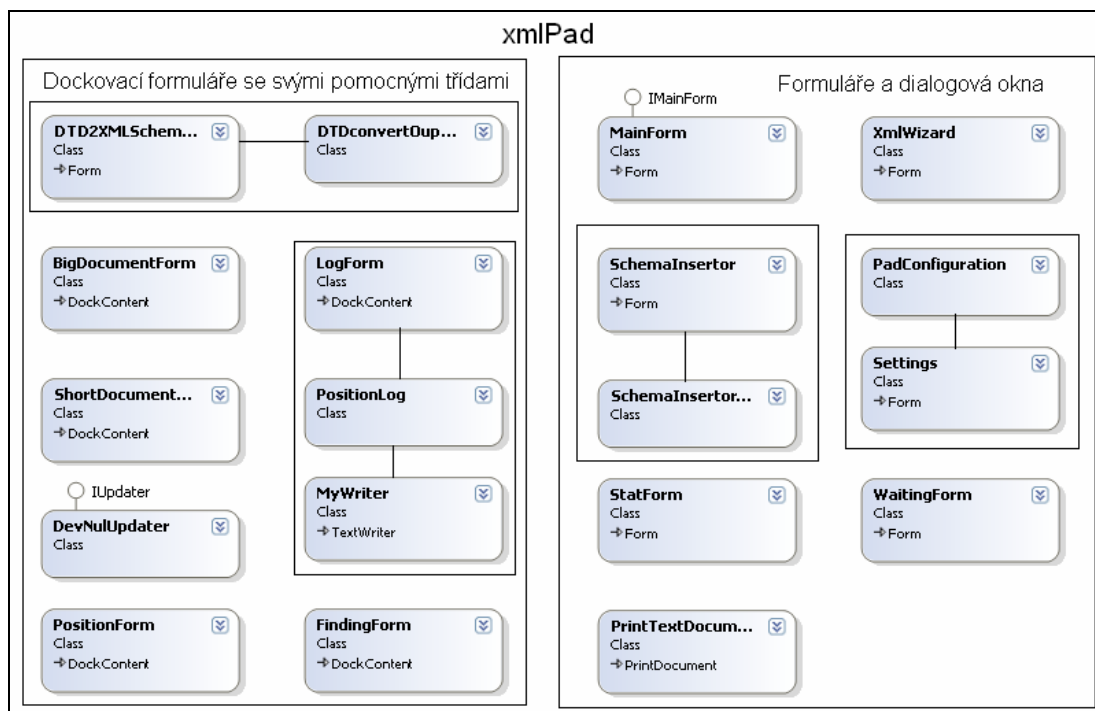 xmlPad
Dockovací formuláře se svými pomocnými třídami
DTD2XMLSchem...
Class
Form
DTDconvertOup...
Class
BigDocumentForm
Class
DockContent
LogForm
Class
DockContent
ShortDocument...
Class
DockContent
PositionLog
Class
IUpdater
DevNulUpdater
Class
MyWriter
Class
TextWriter
PositionForm
Class
DockContent
FindingForm
Class
DockContent
Formuláře a dialogová okna
IMainForm
MainForm
Class
Form
XmlWizard
Class
Form
SchemaInsertor
Class
Form
PadConfiguration
Class
SchemaInsertor...
Class
Settings
Class
Form
StatForm
Class
Form
WaitingForm
Class
Form
PrintTextDocum...
Class
PrintDocument